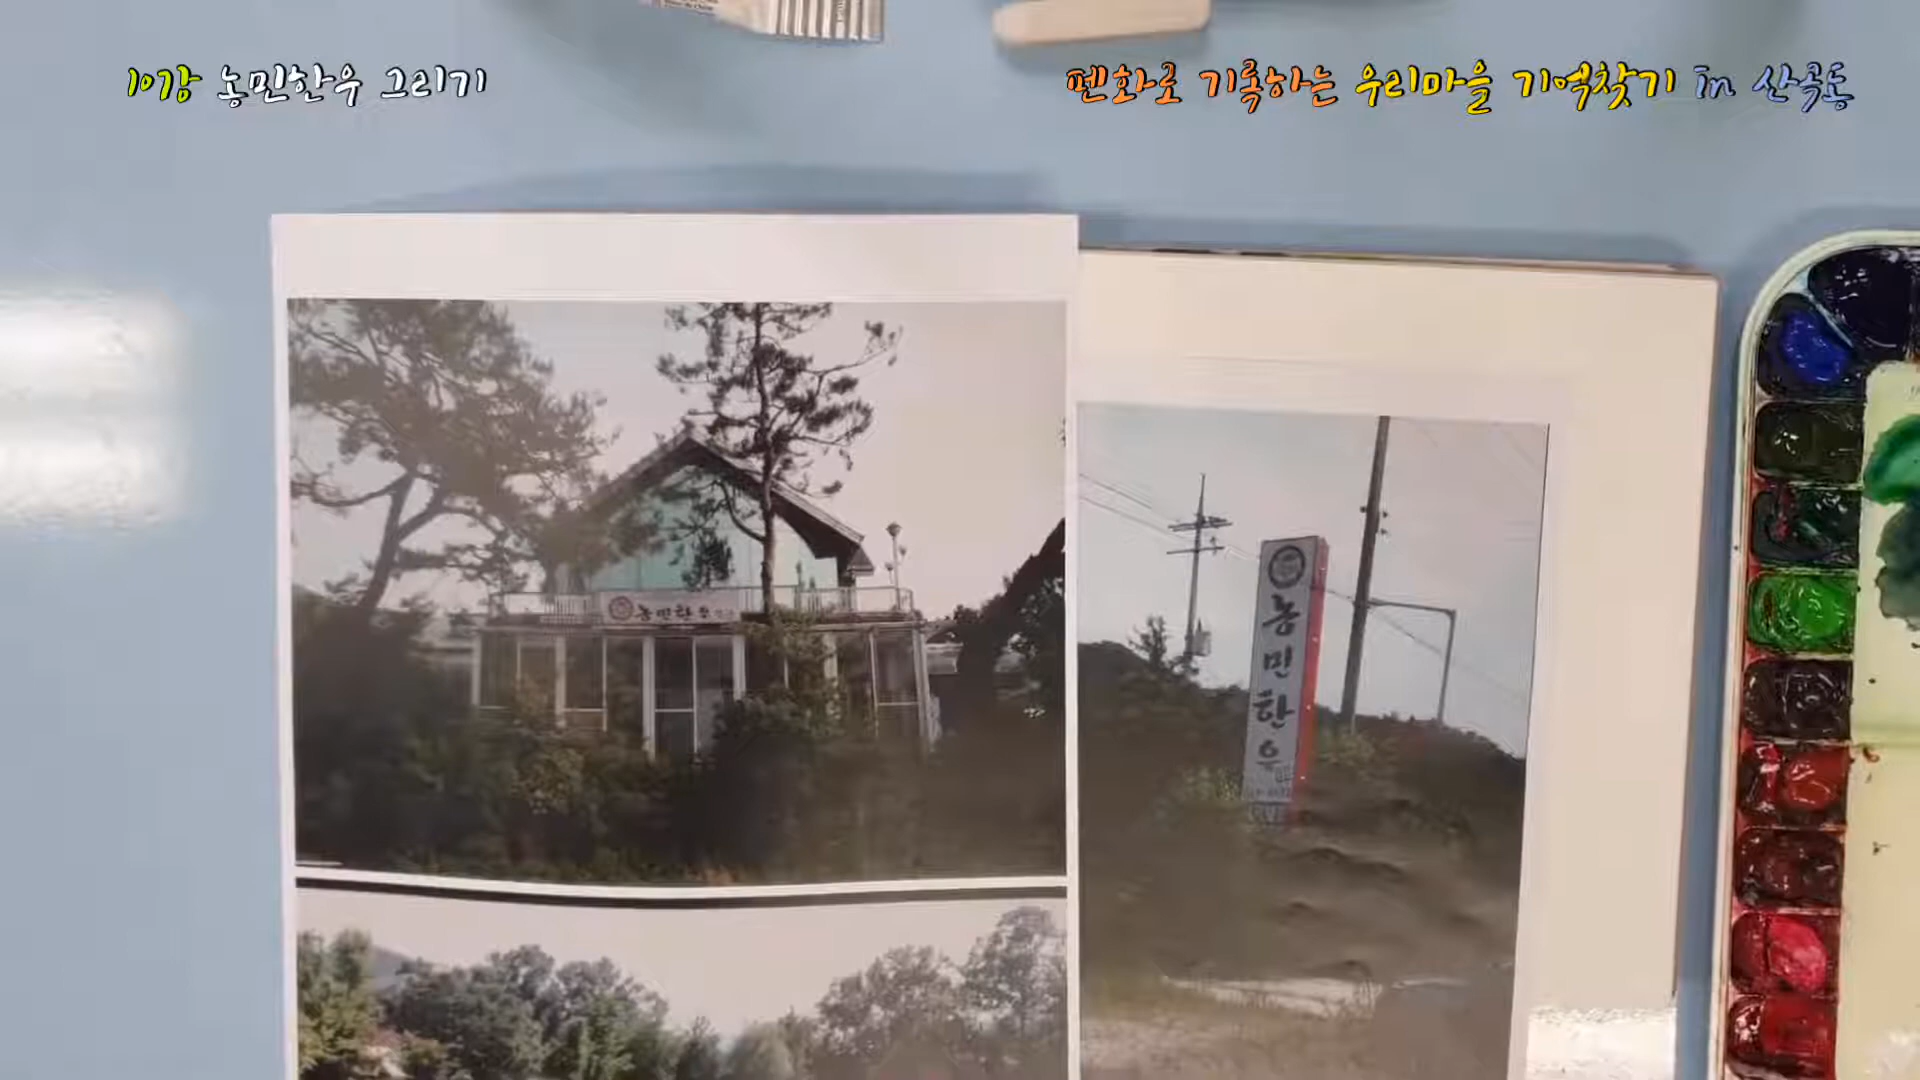 10강 농민한우 그리기
펜화로 기록하는 우리마을 기억찾기 in 산곡동
농민한우
농민한우